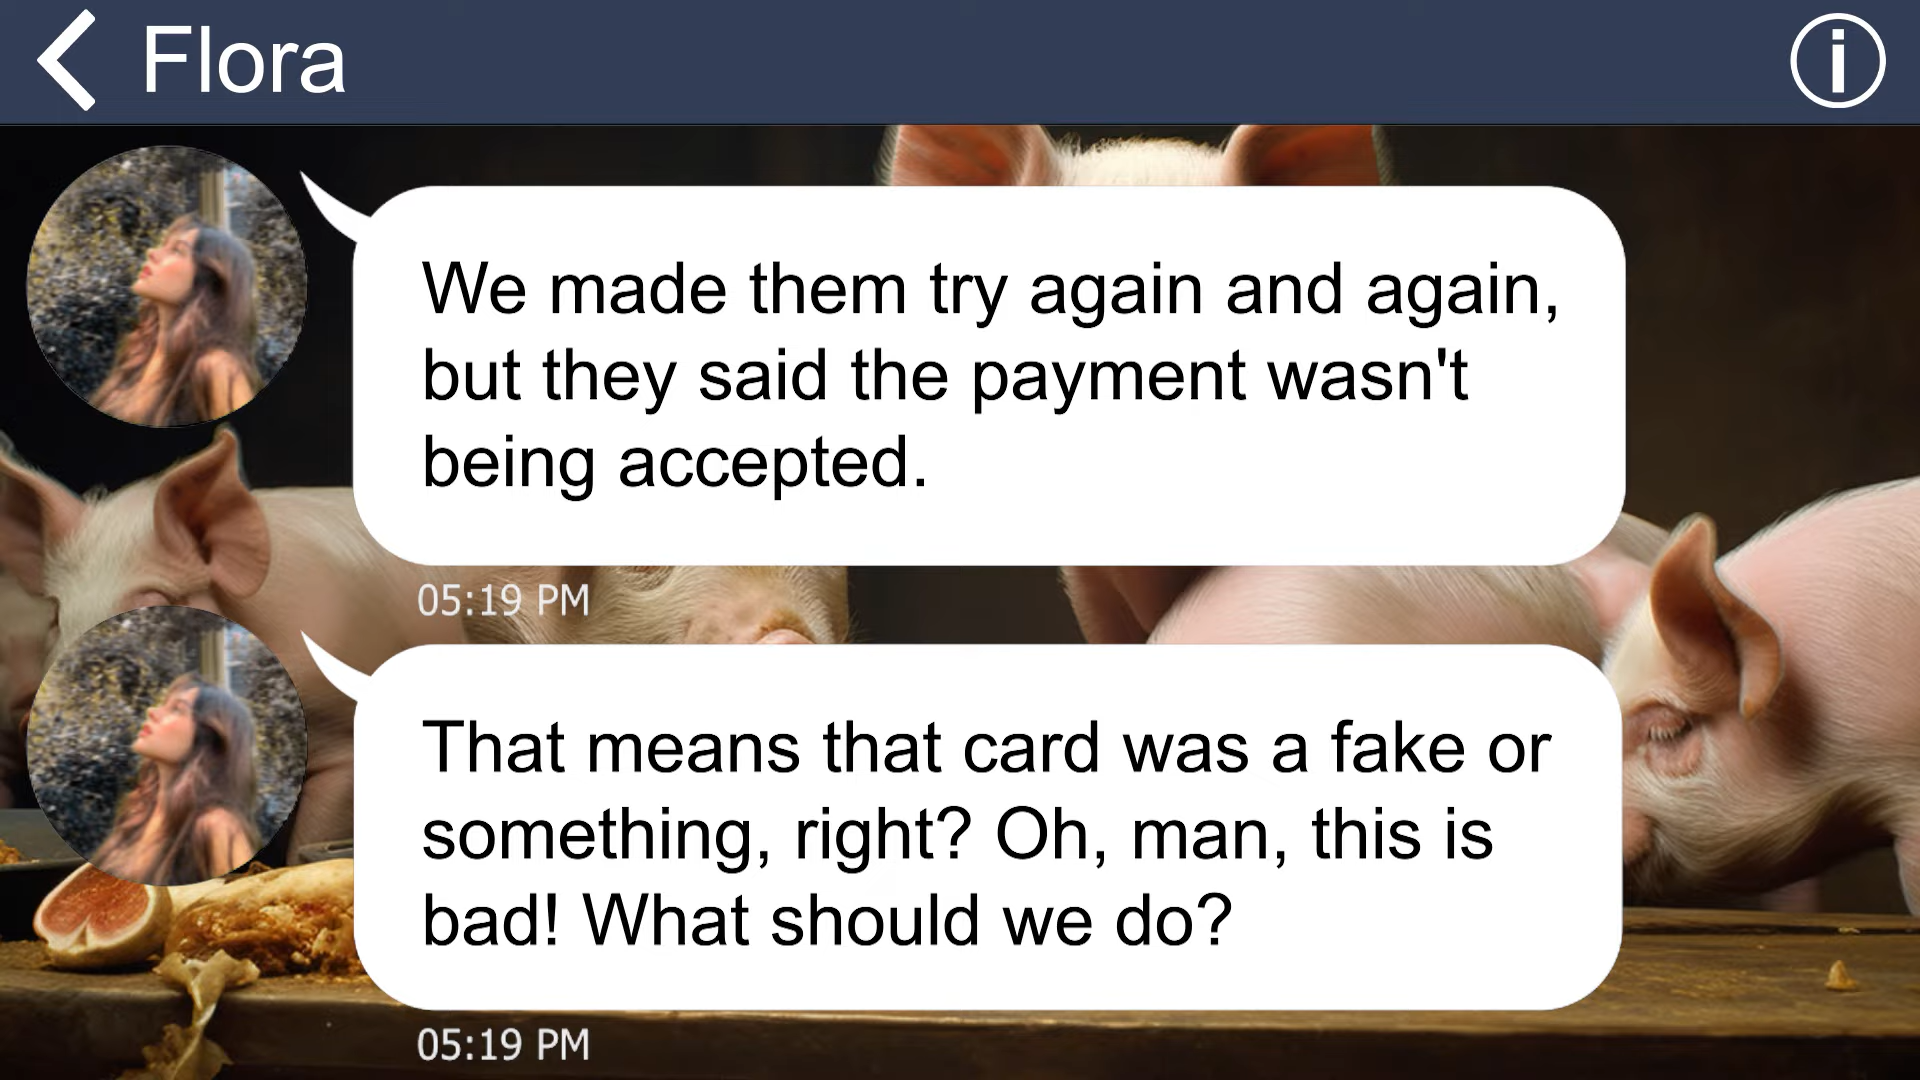 Flora
We made them try again and again,
but they said the payment wasn't
being accepted.
05:19 PM
That means that card was a fake or
something, right? Oh, man, this is
bad! What should we do?
05:19 PM